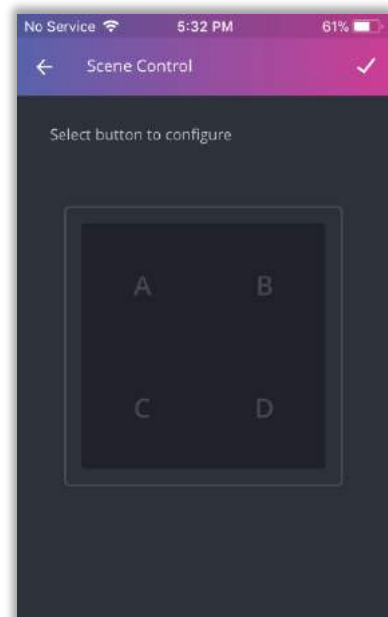 No Service 5:32 PM 61%
Scene Control
Select button to configure
A B
C D